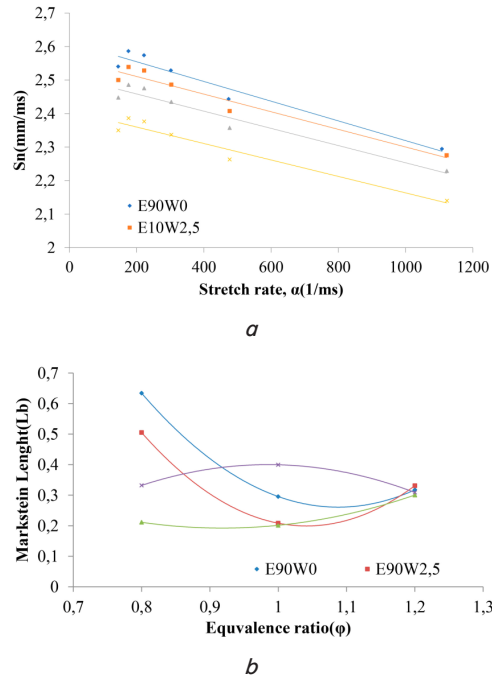 2,7
2,6
2,5
2,4
2,3
2,2
2,1
2
Sn(mm/ms)
E90W0
E10W2,5
0 200 400 600 800 1000 1200
Stretch rate, α(1/ms)
a
0,7
0,6
0,5
0,4
0,3
0,2
0,1
0
Markstein Lenght(Lb)
E90W0 E90W2,5
0,7 0,8 0,9 1 1,1 1,2 1,3
Equvalence ratio(φ)
b